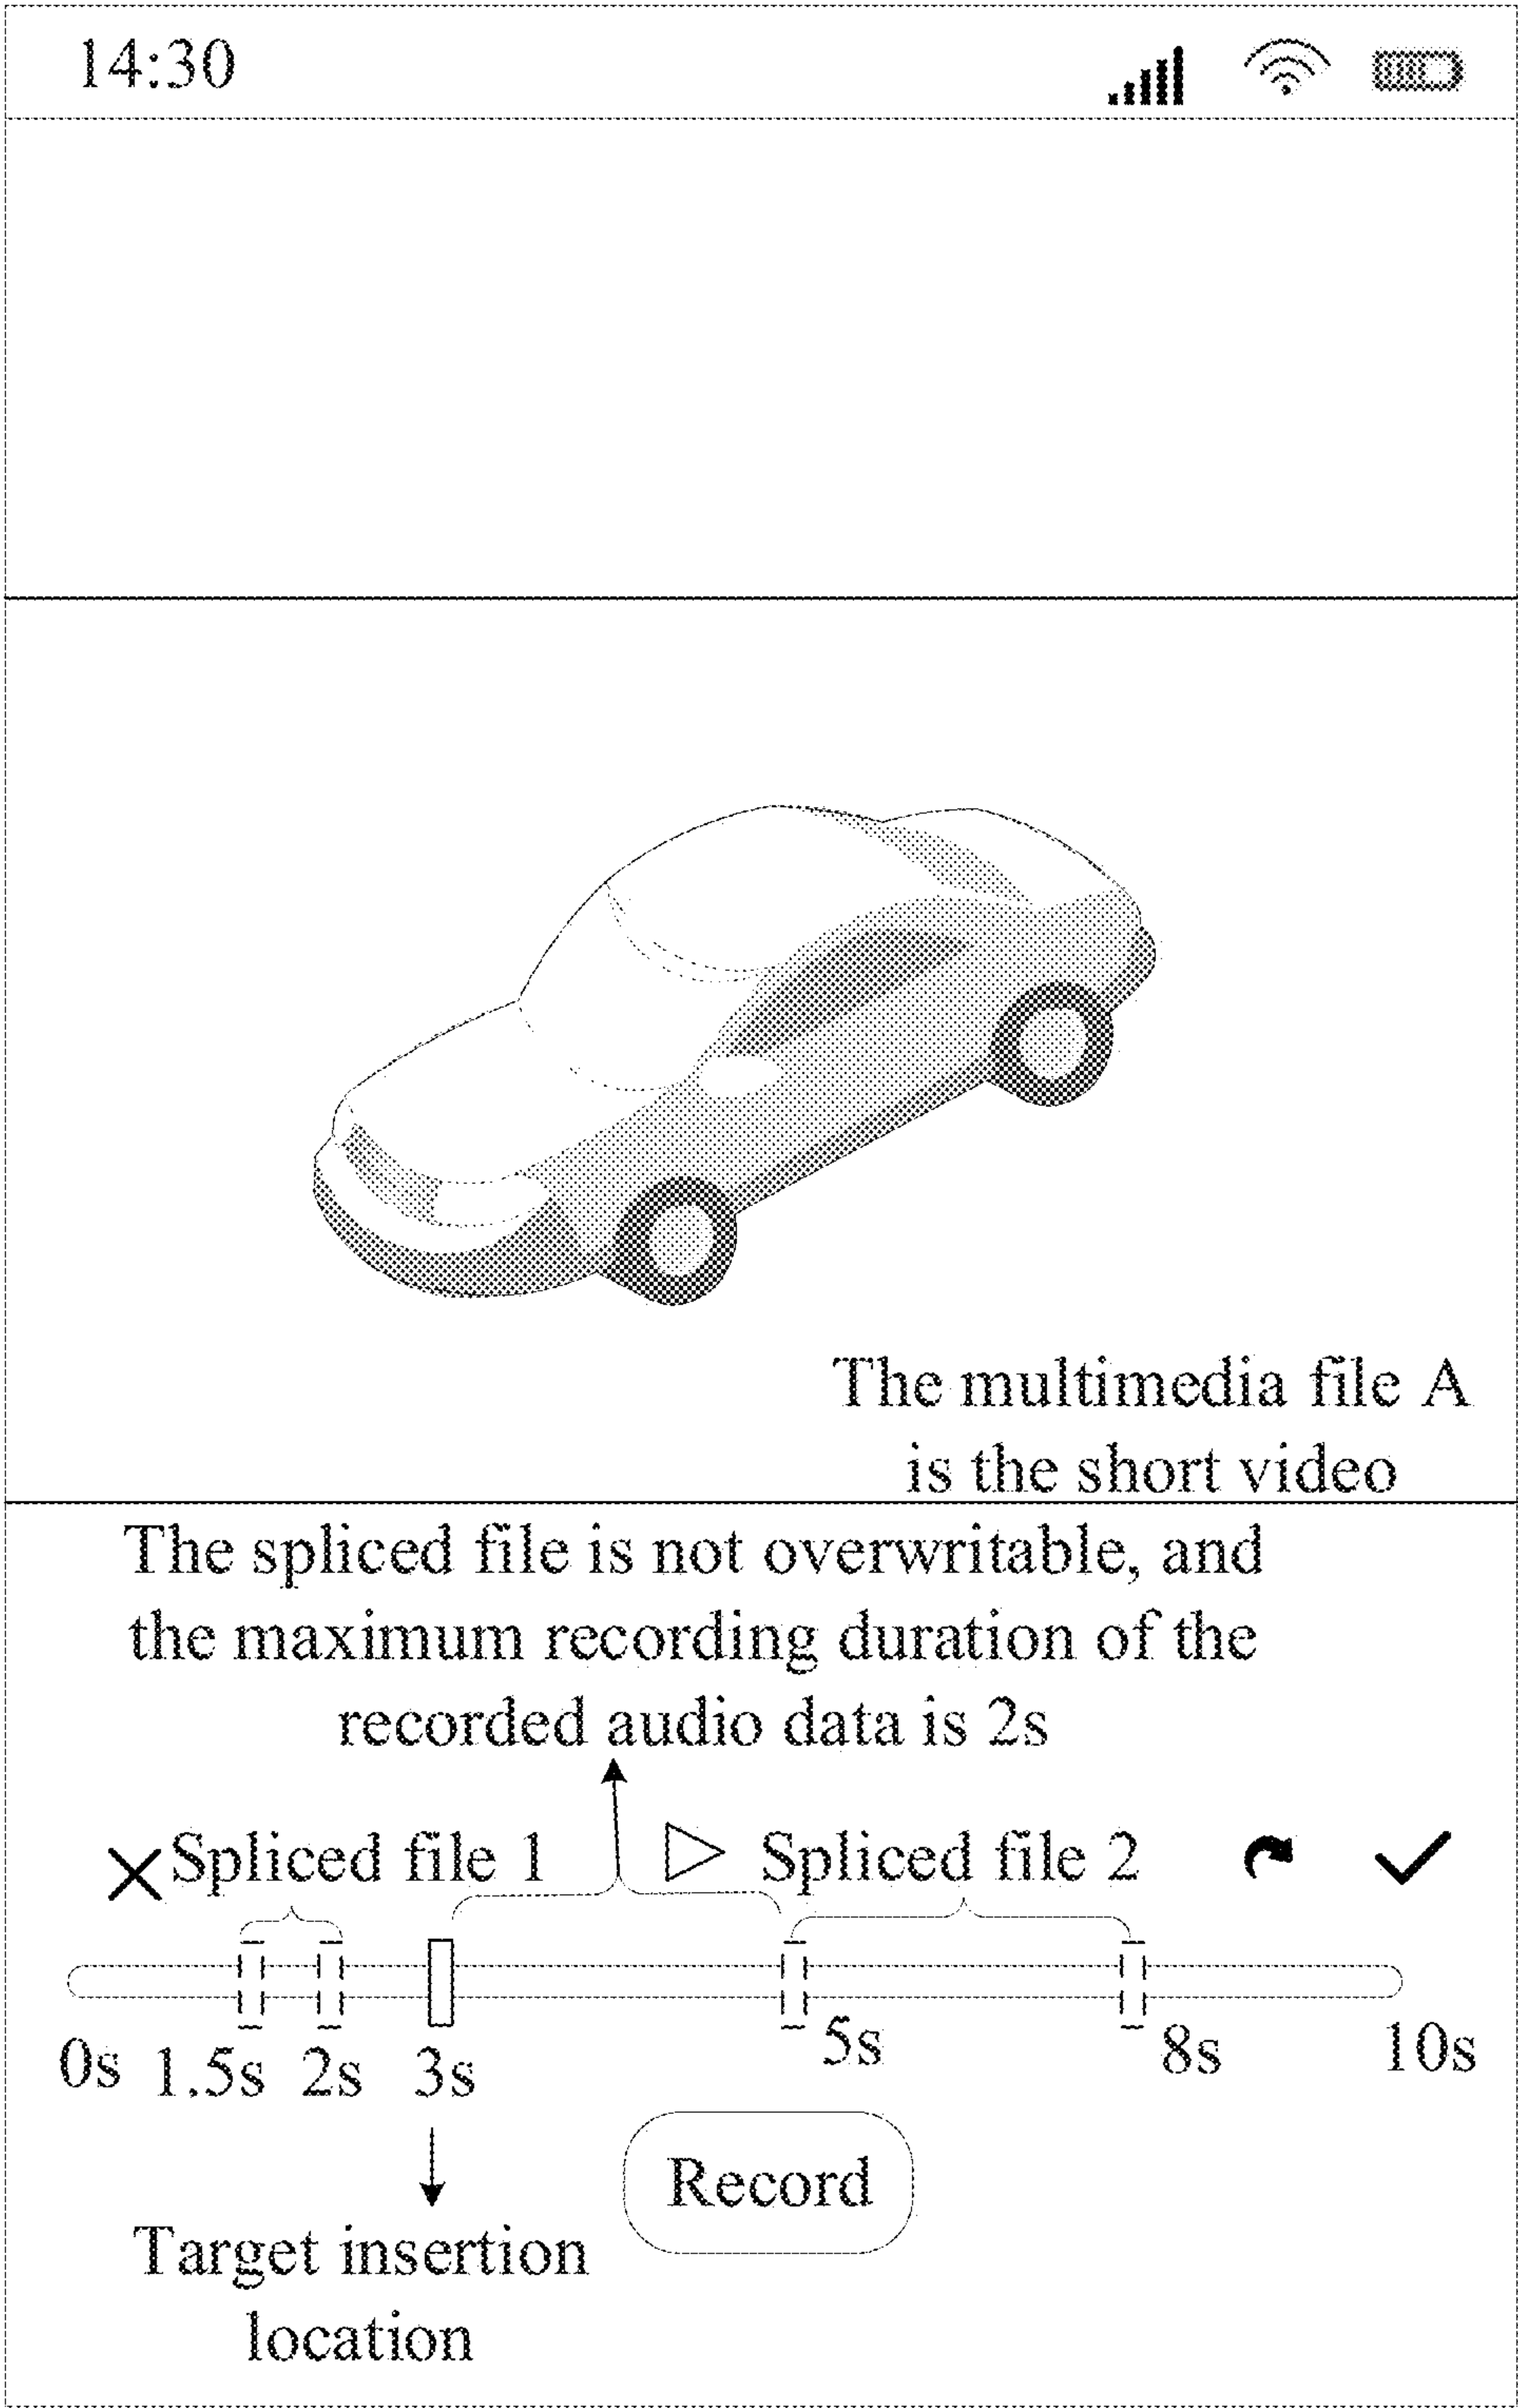 14:30
The multimedia file A
is the short video
The spliced file is not overwritable, and
the maximum recording duration of the
recorded audio data is 2s
Spliced file 1
Spliced file 2
0s 1.5s 2s 3s 5s 8s 10s
Record
Target insertion
location